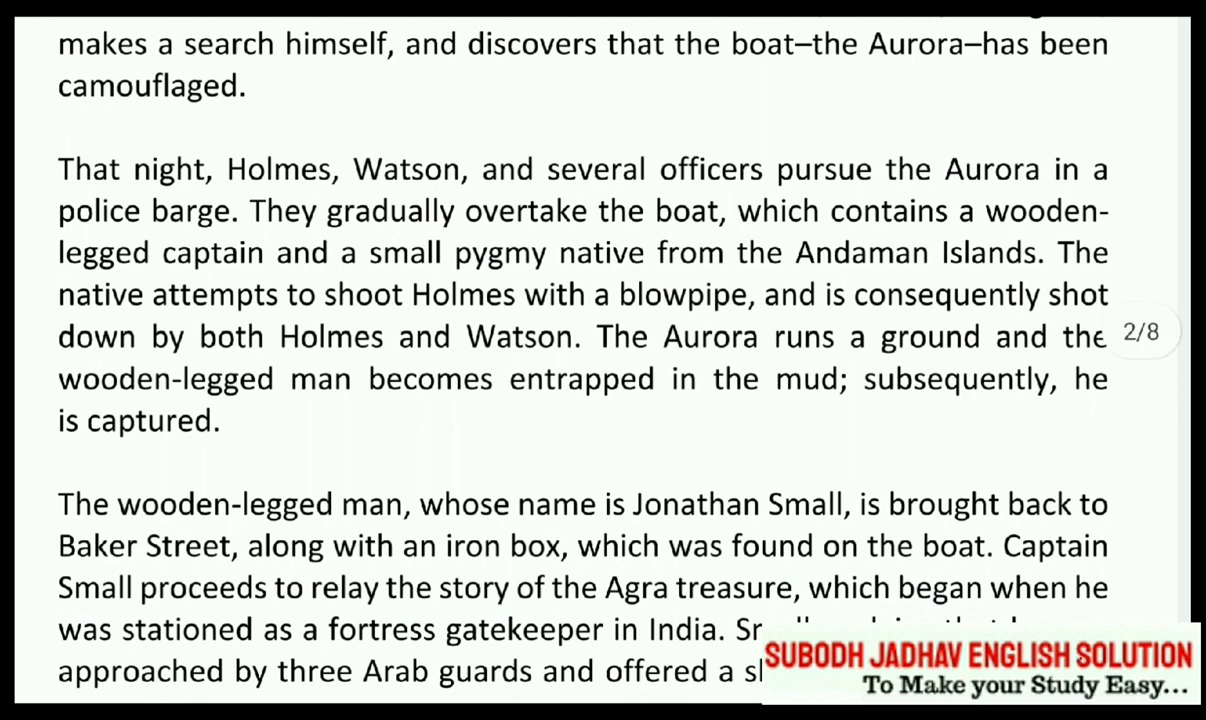 makes a search himself, and discovers that the boat–the Aurora–has been
camouflaged.
That night, Holmes, Watson, and several officers pursue the Aurora in a
police barge. They gradually overtake the boat, which contains a wooden-
legged captain and a small pygmy native from the Andaman Islands. The
native attempts to shoot Holmes with a blowpipe, and is consequently shot
down by both Holmes and Watson. The Aurora runs a ground and the
2/8
wooden-legged man becomes entrapped in the mud; subsequently, he
is captured.
The wooden-legged man, whose name is Jonathan Small, is brought back to
Baker Street, along with an iron box, which was found on the boat. Captain
Small proceeds to relay the story of the Agra treasure, which began when he
was stationed as a fortress gatekeeper in India.
approached by three Arab guards and offered a
SUBODH JADHAV ENGLISH SOLUTION
To Make your Study Easy...